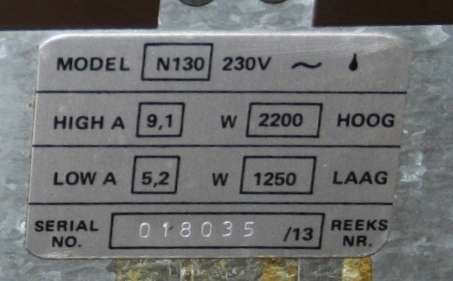 MODEL N130 230V ~
HIGH A 9,1 W 2200 HOOG
LOW A 5,2 W 1250 LAAG
SERIAL NO. 018035 /13 REEKS NR.